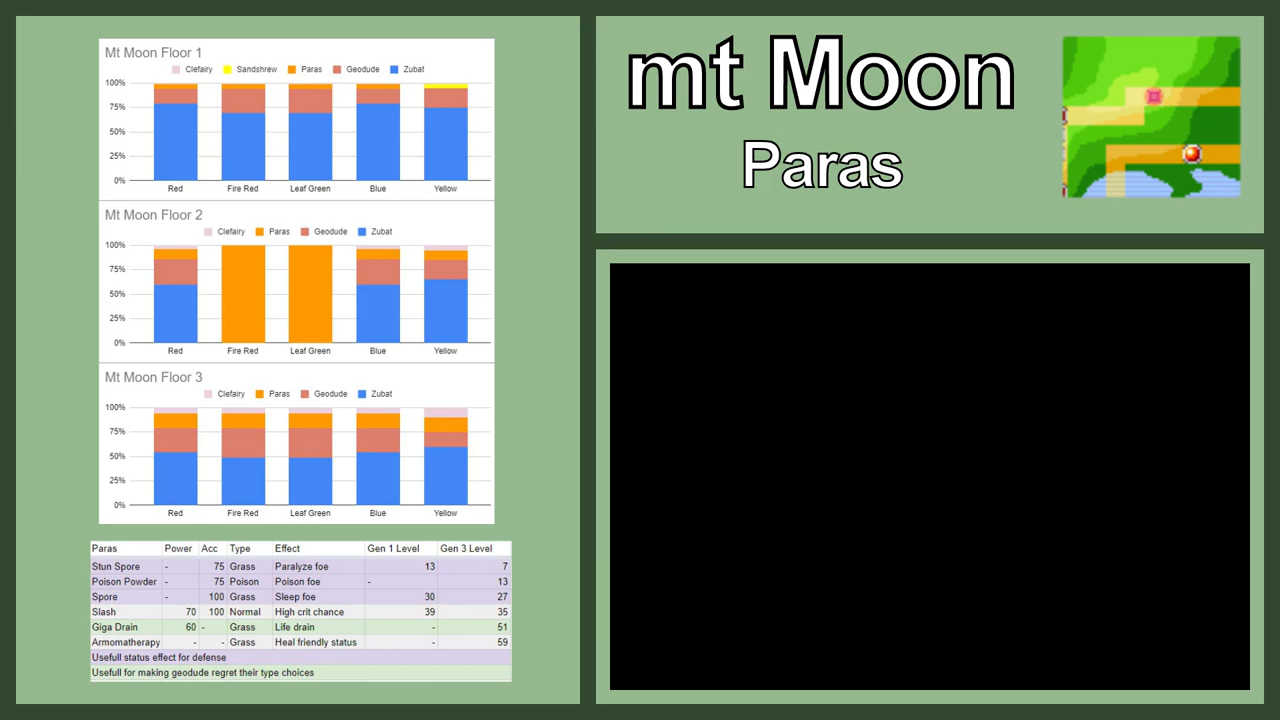 Mt Moon Floor 1
Clefairy Sandshrew Paras Geodude Zubat
100%
75%
50%
25%
0%
Red Fire Red Leaf Green Blue Yellow
Mt Moon Floor 2
Clefairy Paras Geodude Zubat
100%
75%
50%
25%
0%
Red Fire Red Leaf Green Blue Yellow
Mt Moon Floor 3
Clefairy Paras Geodude Zubat
100%
75%
50%
25%
0%
Red Fire Red Leaf Green Blue Yellow
Paras Power Acc Type Effect Gen 1 Level Gen 3 Level
Stun Spore - 75 Grass Paralyze foe 13 7
Poison Powder - 75 Poison Poison foe - 13
Spore - 100 Grass Sleep foe 30 27
Slash 70 100 Normal High crit chance 39 35
Giga Drain 60 - Grass Life drain - 51
Armomatherapy - - Grass Heal friendly status - 59
Usefull status effect for defense
Usefull for making geodude regret their type choices
mt Moon
Paras